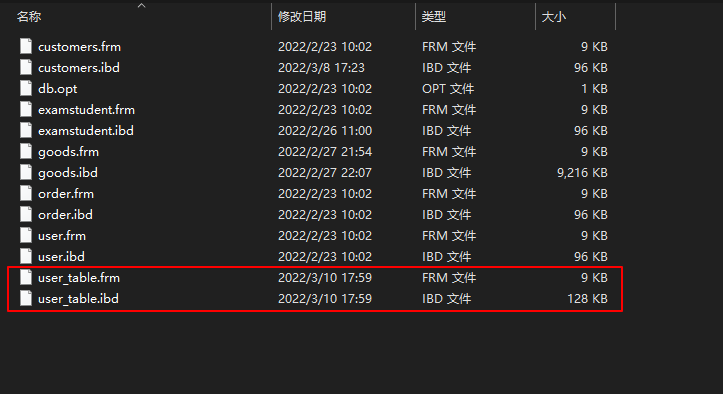 名称 修改日期 类型 大小
customers.frm 2022/2/23 10:02 FRM 文件 9 KB
customers.ibd 2022/3/8 17:23 IBD 文件 96 KB
db.opt 2022/2/23 10:02 OPT 文件 1 KB
examstudent.frm 2022/2/23 10:02 FRM 文件 9 KB
examstudent.ibd 2022/2/26 11:00 IBD 文件 96 KB
goods.frm 2022/2/27 21:54 FRM 文件 9 KB
goods.ibd 2022/2/27 22:07 IBD 文件 9,216 KB
order.frm 2022/2/23 10:02 FRM 文件 9 KB
order.ibd 2022/2/23 10:02 IBD 文件 96 KB
user.frm 2022/2/23 10:02 FRM 文件 9 KB
user.ibd 2022/2/23 10:02 IBD 文件 96 KB
user_table.frm 2022/3/10 17:59 FRM 文件 9 KB
user_table.ibd 2022/3/10 17:59 IBD 文件 128 KB